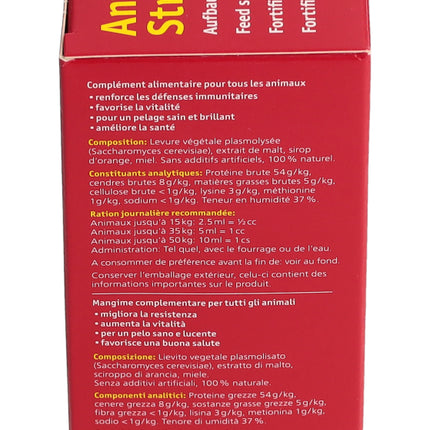 An
St
Aufbau
Feed s
Fortifi
Fortifi
Complément alimentaire pour tous les animaux
• renforce les défenses immunitaires
• favorise la vitalité
• pour un pelage sain et brillant
• améliore la santé
Composition: Levure végétale plasmolysée
(Saccharomyces cerevisiae), extrait de malt, sirop
d'orange, miel. Sans additifs artificiels, 100% naturel.
Constituants analytiques: Protéine brute 54g/kg,
cendres brutes 8g/kg, matières grasses brutes 5g/kg,
cellulose brute <1g/kg, lysine 3g/kg, méthionine
1g/kg, sodium <1g/kg. Teneur en humidité 37%.
Ration journalière recommandée:
Animaux jusqu'à 15kg: 2.5ml = ½cc
Animaux jusqu'à 35kg: 5ml = 1cc
Animaux jusqu'à 50kg: 10ml = 1cs
Administration: Tel quel, avec le fourrage ou de l'eau.
A consommer de préférence avant la fin de: voir au fond.
Conserver l'emballage extérieur, celui-ci contient des
informations importantes sur le produit
Mangime complementare per tutti gli animali
• migliora la resistenza
• aumenta la vitalità
• per un pelo sano e lucente
• favorisce una buona salute
Composizione: Lievito vegetale plasmolisato
(Saccharomyces cerevisiae), estratto di malto,
sciroppo di arancia, miele.
Senza additivi artificiali, 100% naturale.
Componenti analitici: Proteine grezze 54g/kg,
cenere grezza 8g/kg, sostanze grasse grezze 5g/kg,
fibra grezza <1g/kg, lisina 3g/kg, metionina 1g/kg,
sodio <1g/kg. Tenore di umidità 37%.